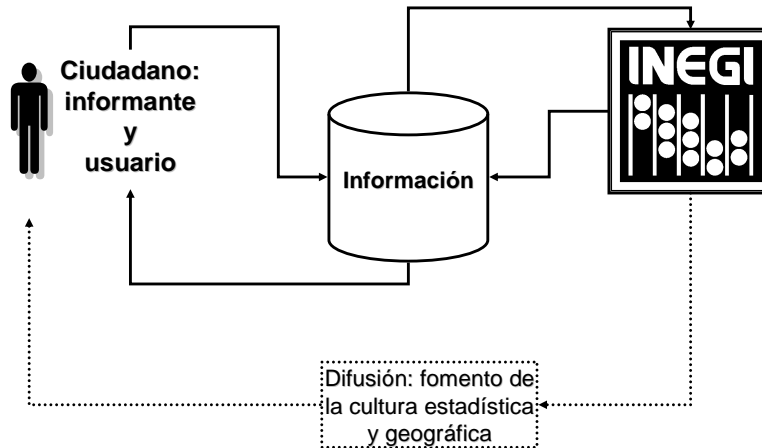 Ciudadano:
informante
y
usuario
Información
INEGI
Difusión: fomento de
la cultura estadística
y geográfica